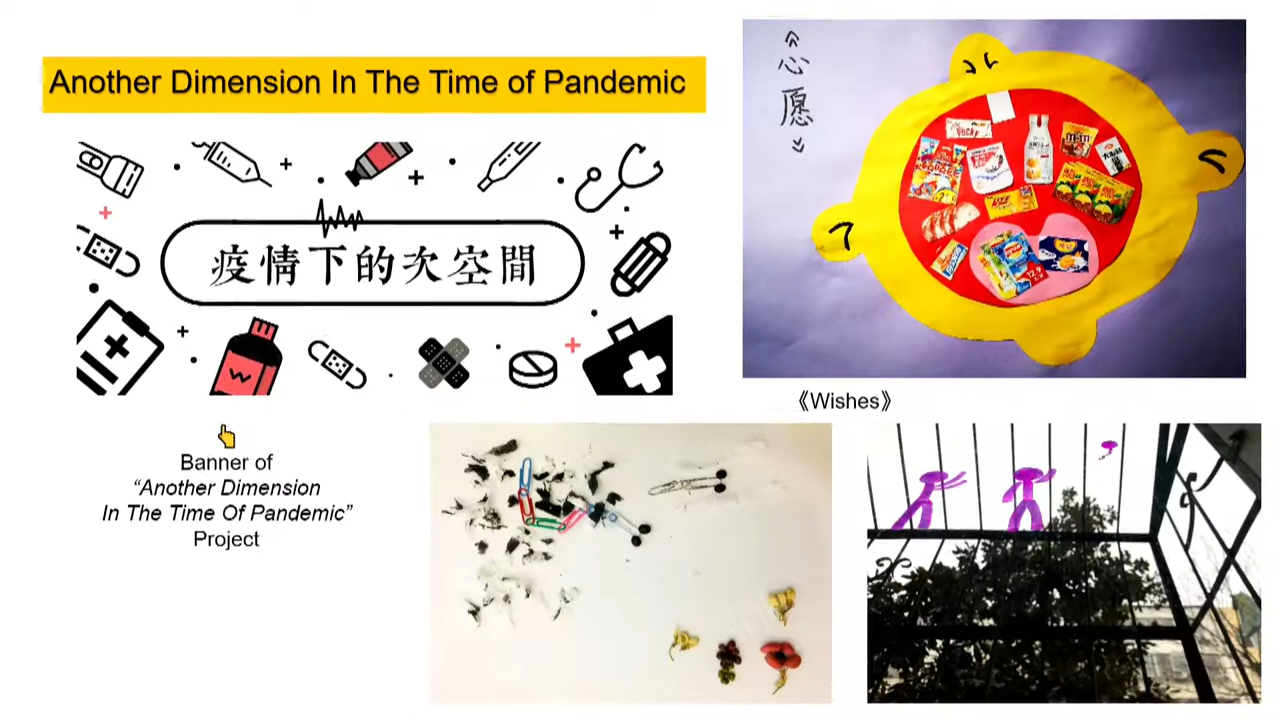 Another Dimension In The Time of Pandemic
疫情下的次空間
👆
Banner of
“Another Dimension
In The Time Of Pandemic”
Project
《心愿》
Pocky
m&m
《Wishes》